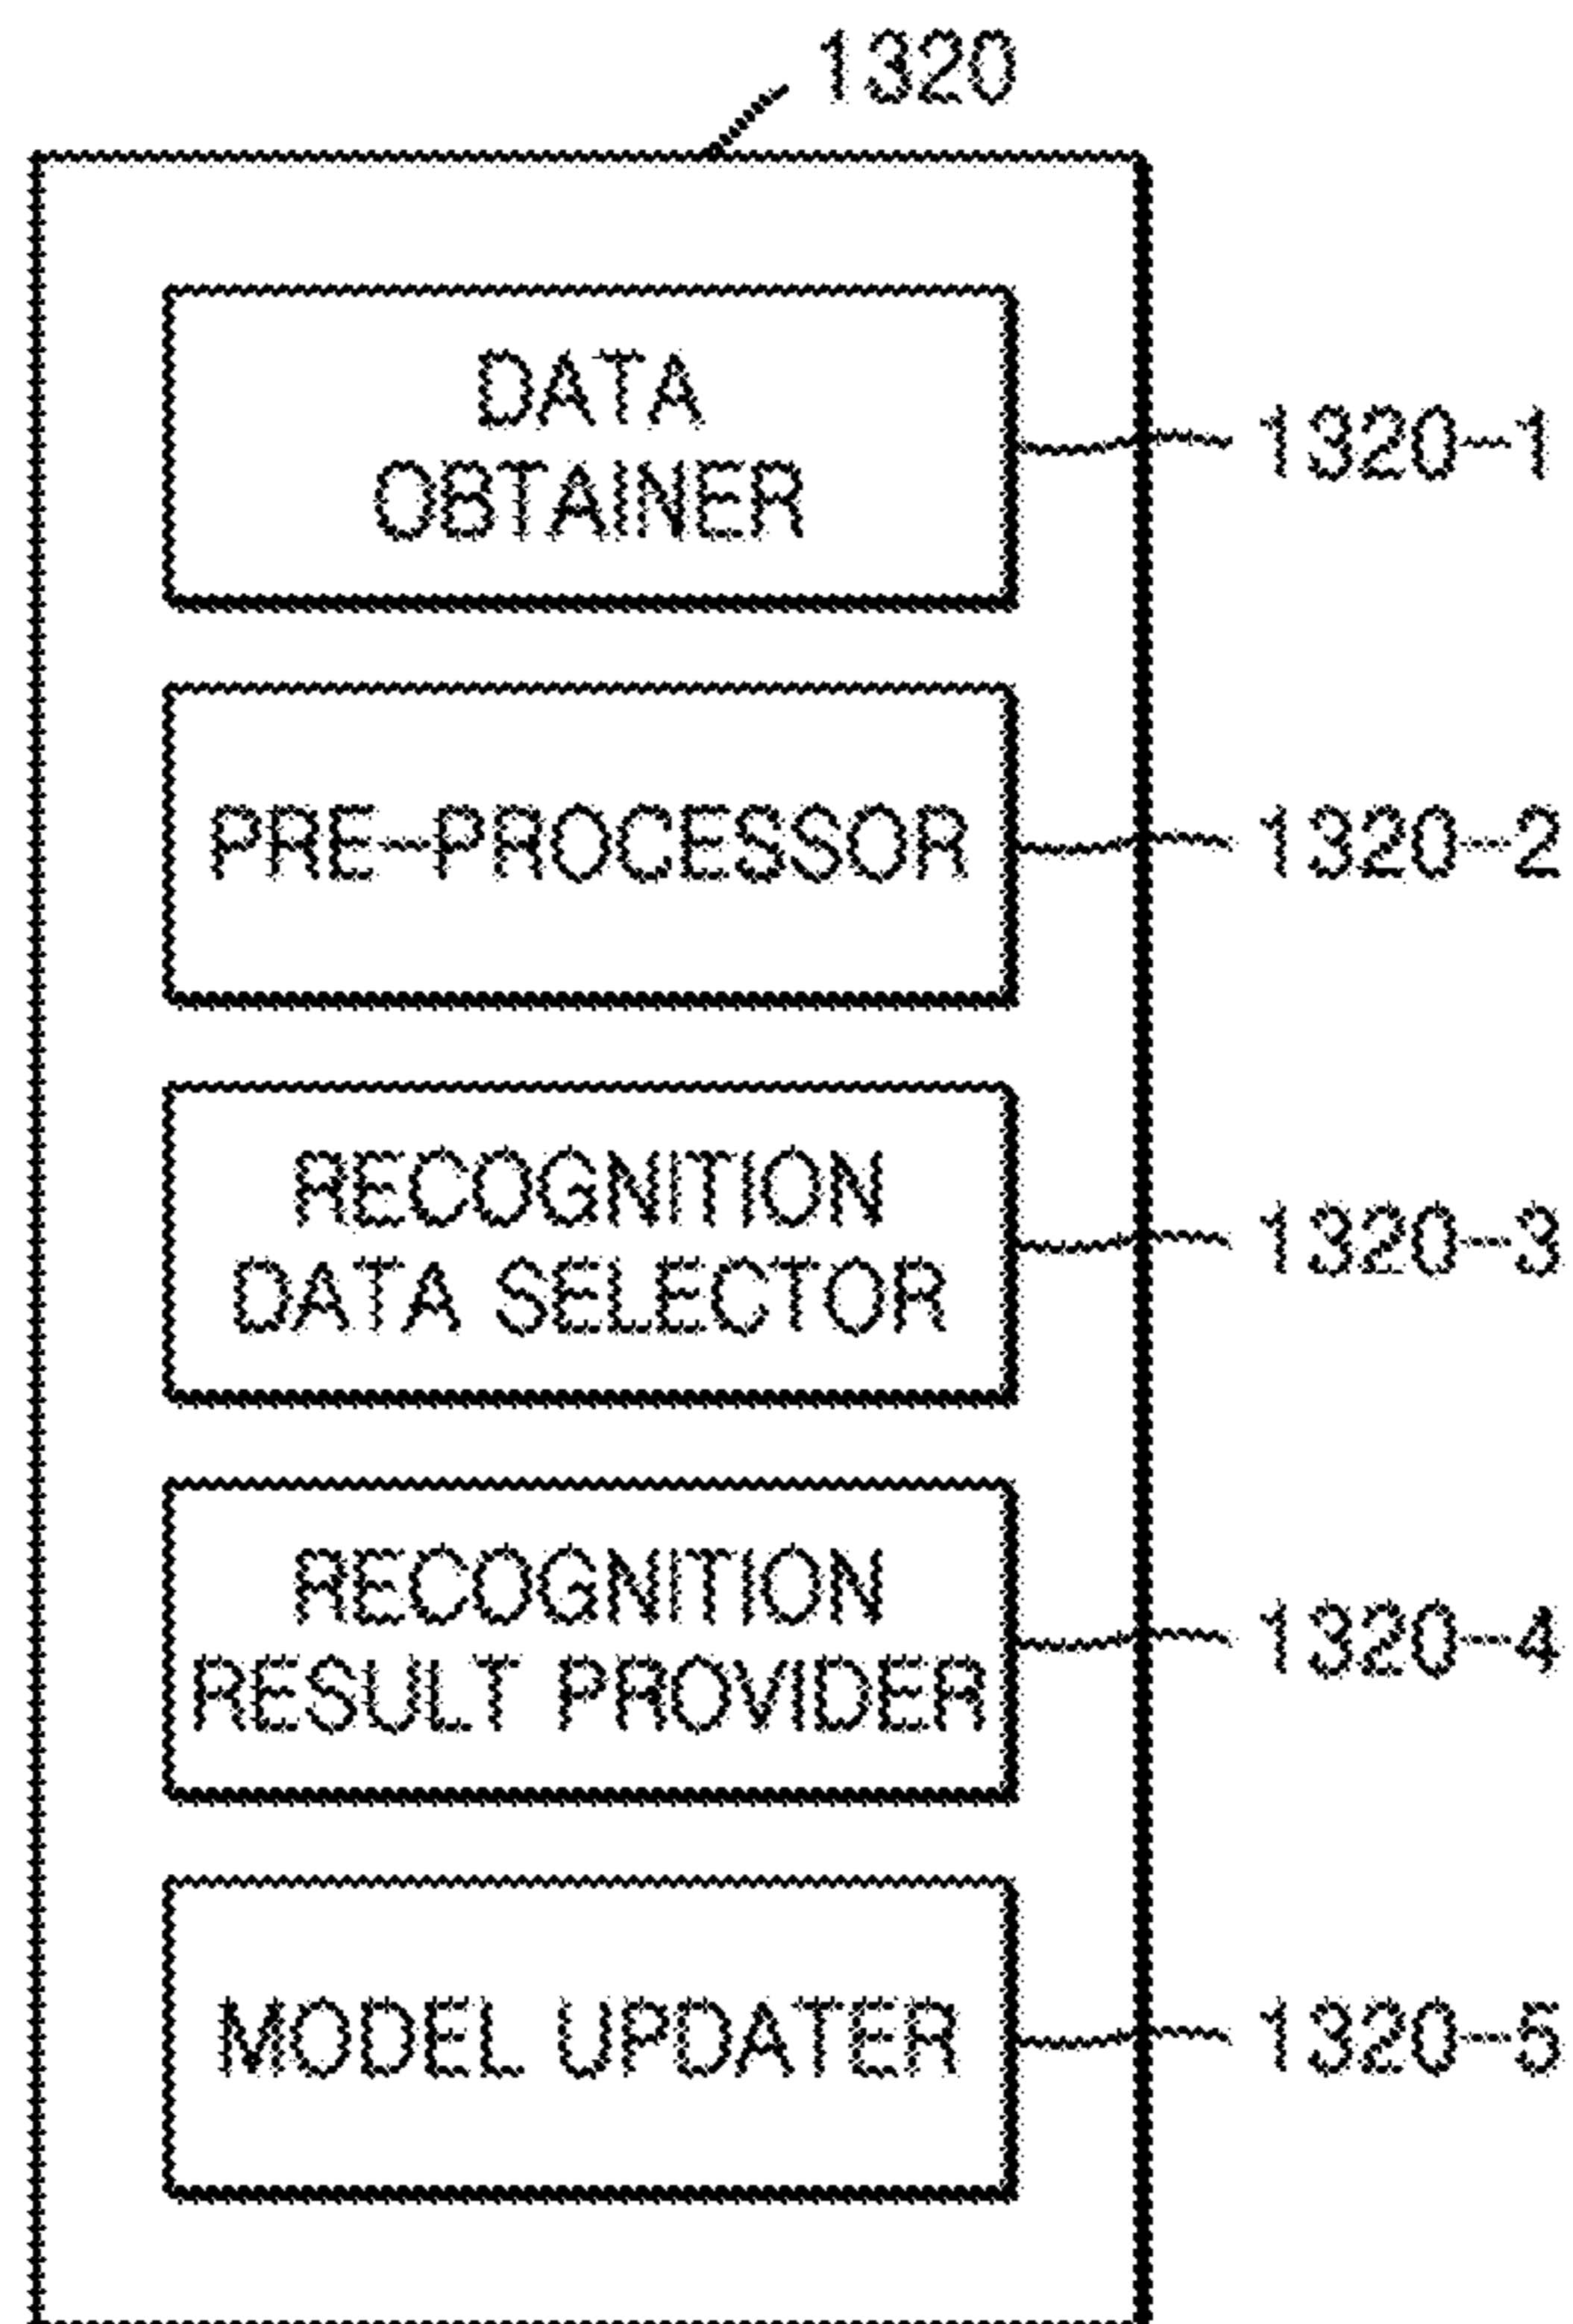 1320
DATA
OBTAINER
1320-1
PRE-PROCESSOR
1320-2
RECOGNITION
DATA SELECTOR
1320-3
RECOGNITION
RESULT PROVIDER
1320-4
MODEL UPDATER
1320-5